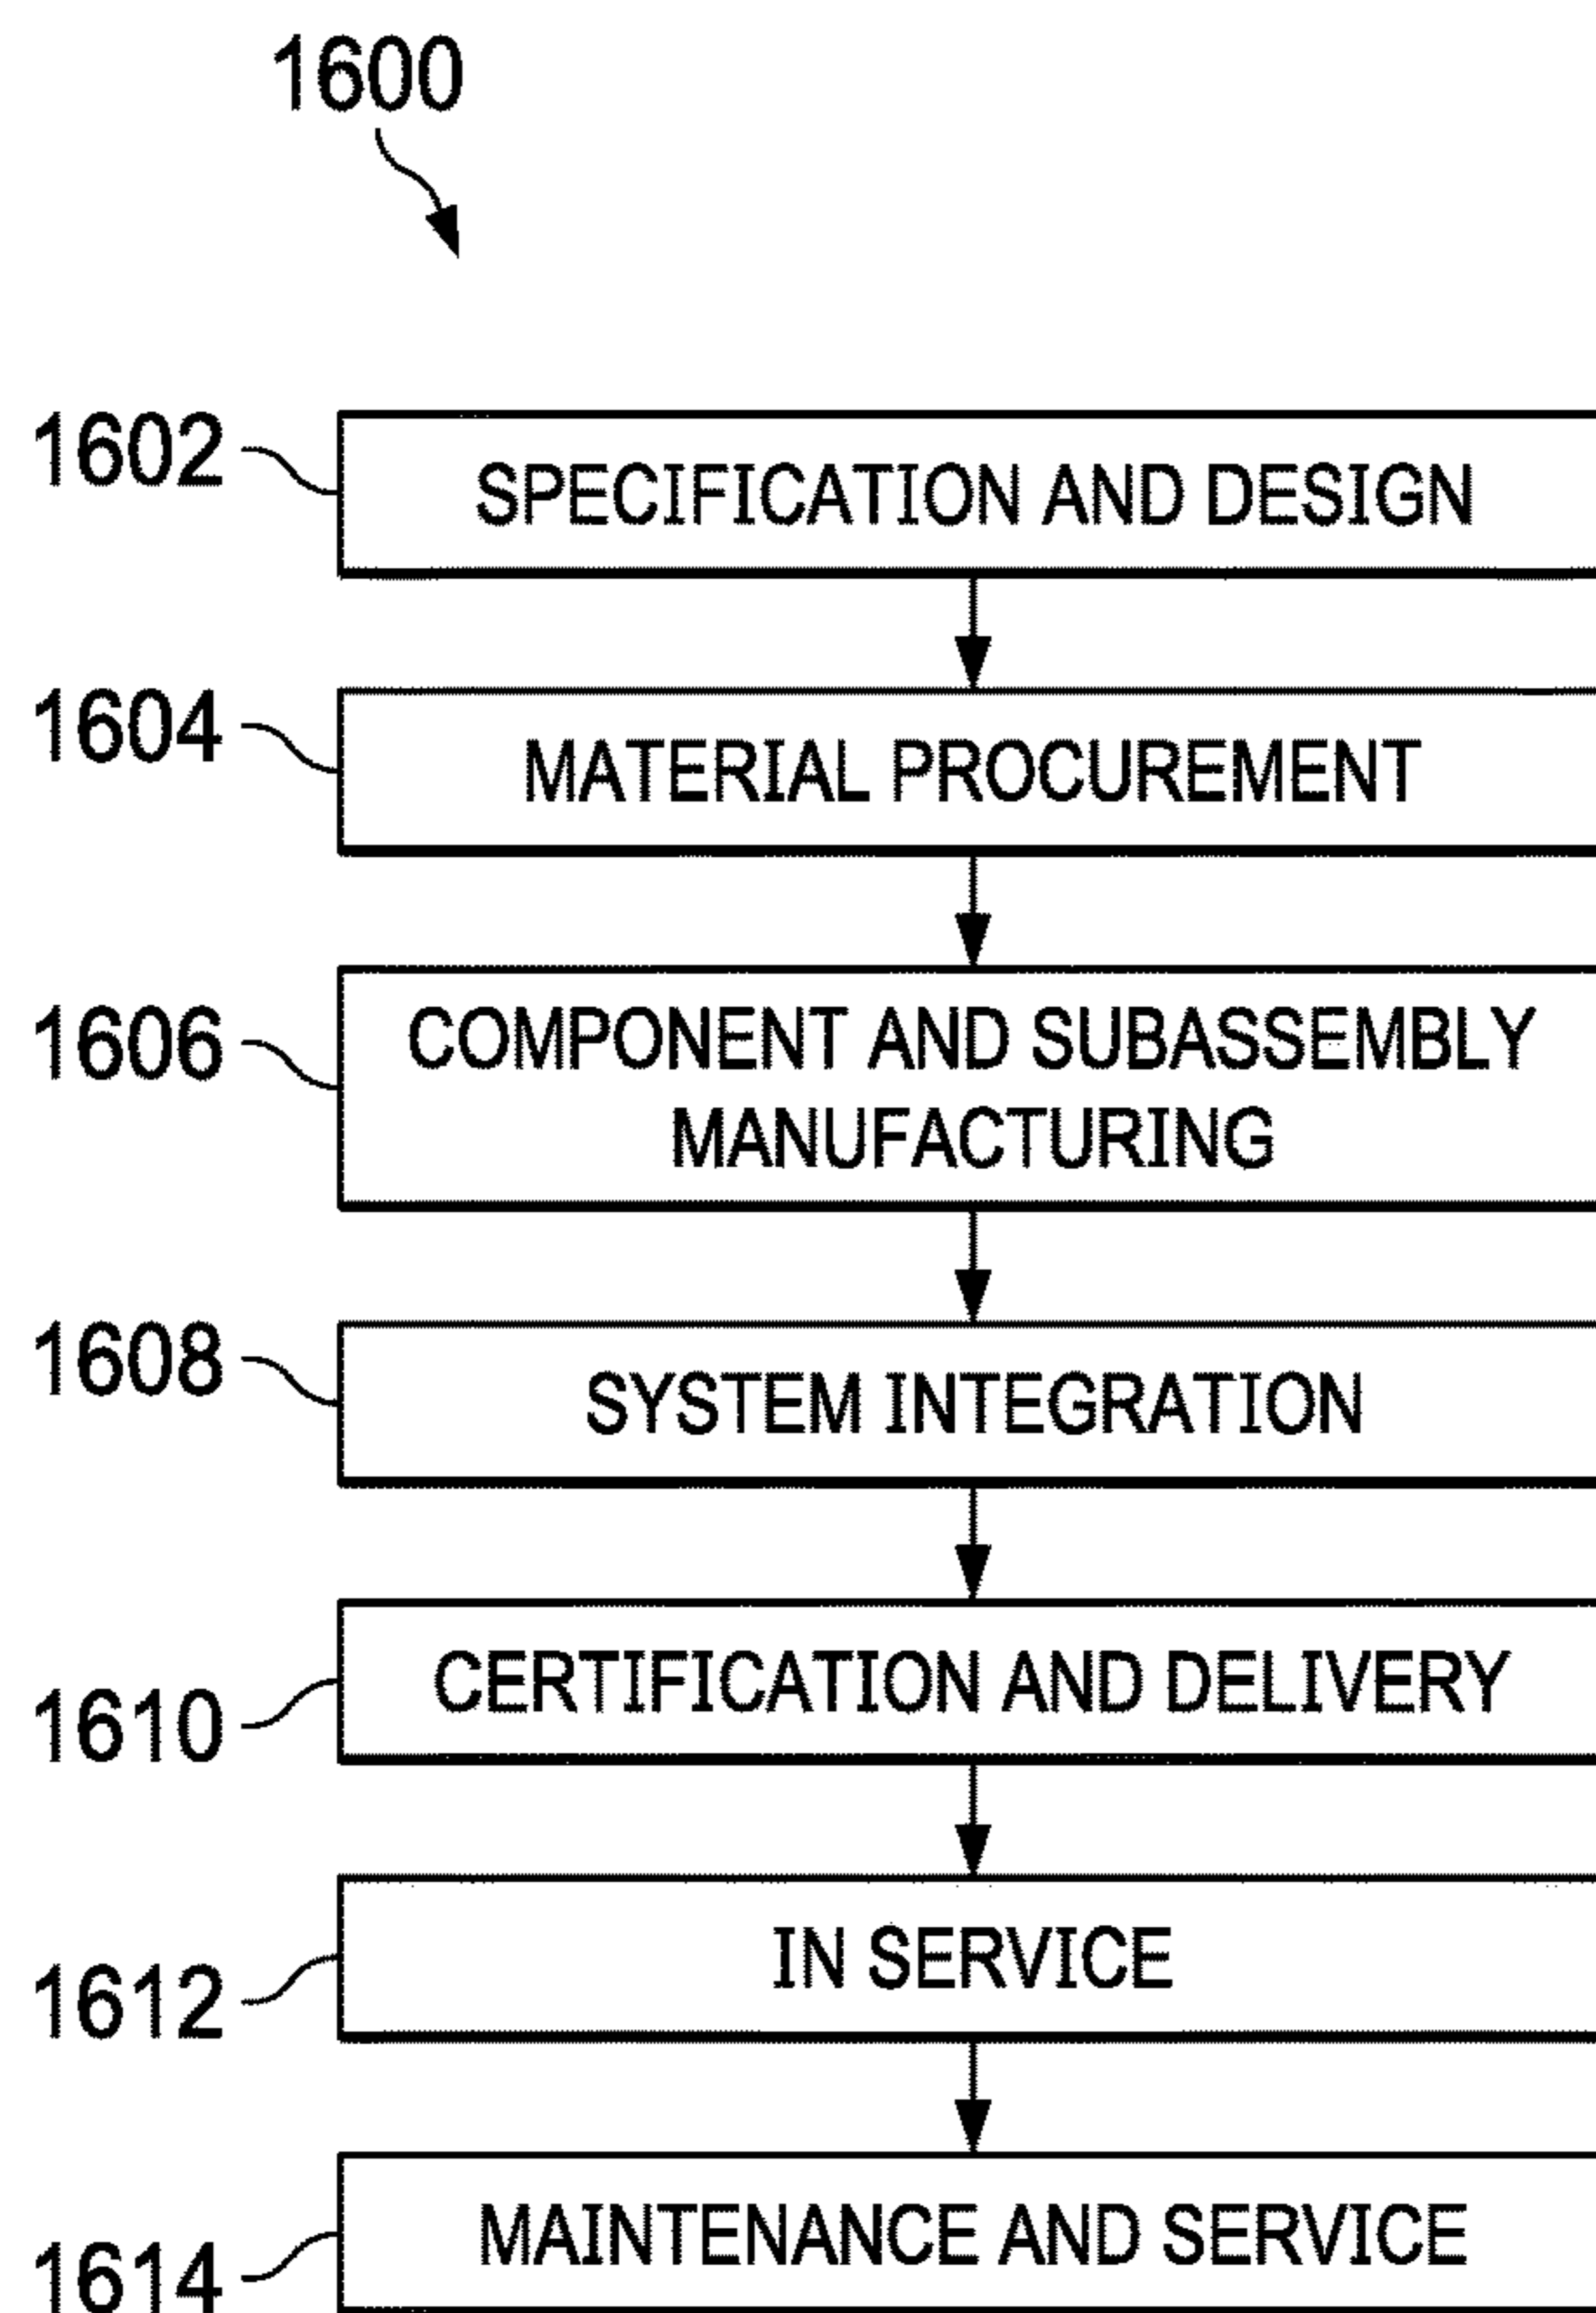 1600
1602
SPECIFICATION AND DESIGN
1604
MATERIAL PROCUREMENT
1606
COMPONENT AND SUBASSEMBLY
MANUFACTURING
1608
SYSTEM INTEGRATION
CERTIFICATION AND DELIVERY
1610
IN SERVICE
1612
MAINTENANCE AND SERVICE
1614